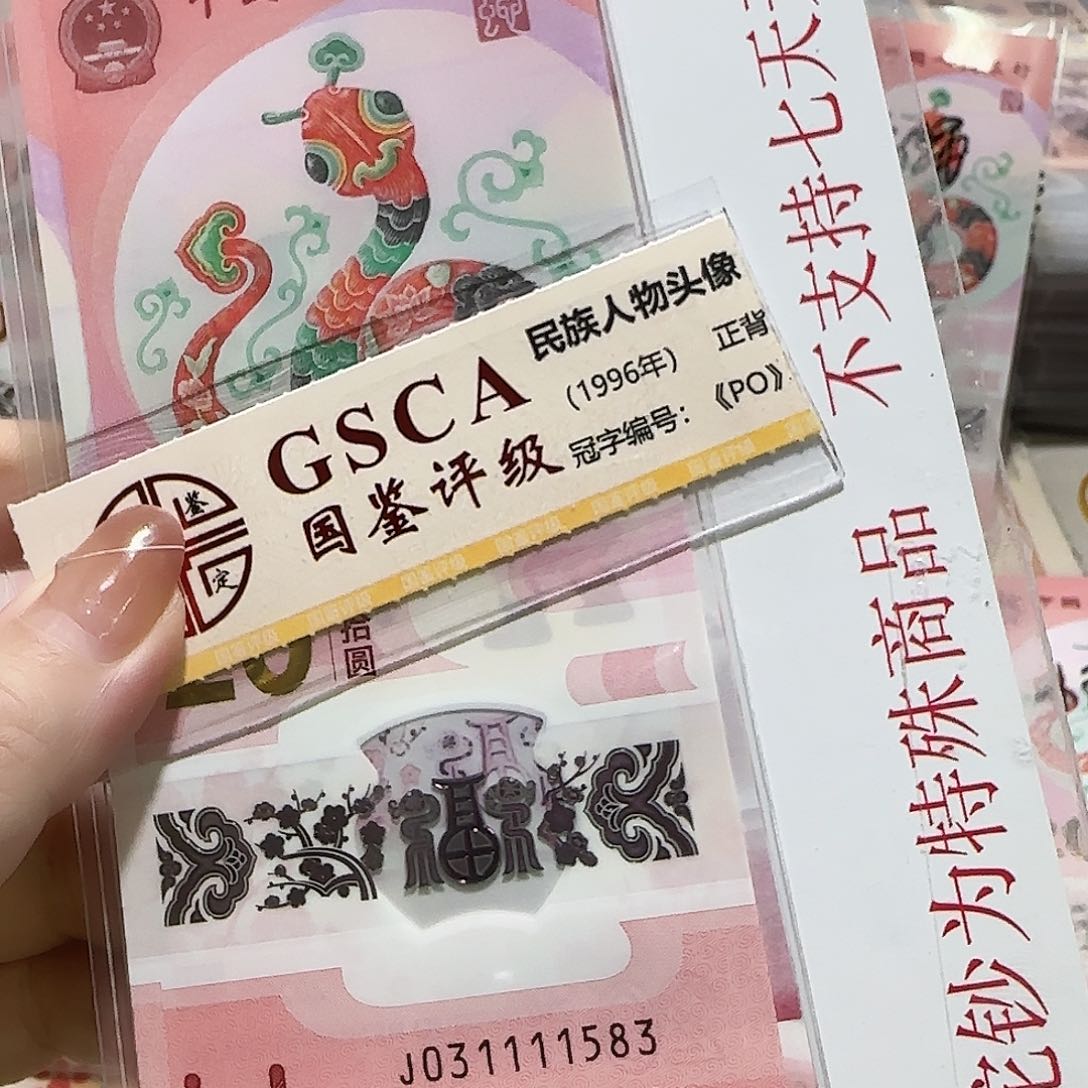 GSCA
国鉴评级
鉴
定
民族人物头像
(1996年)
正背
冠字编号:
《PO》
20
拾圆
J031111583
不支持七天
花钞为特殊商品